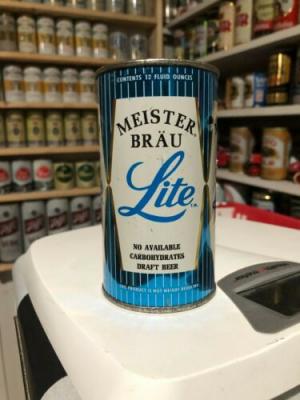 CONTENTS 12 FLUID OUNCES
MEISTER
BRÄU
Lite
T.M.
NO AVAILABLE
CARBOHYDRATES
DRAFT BEER